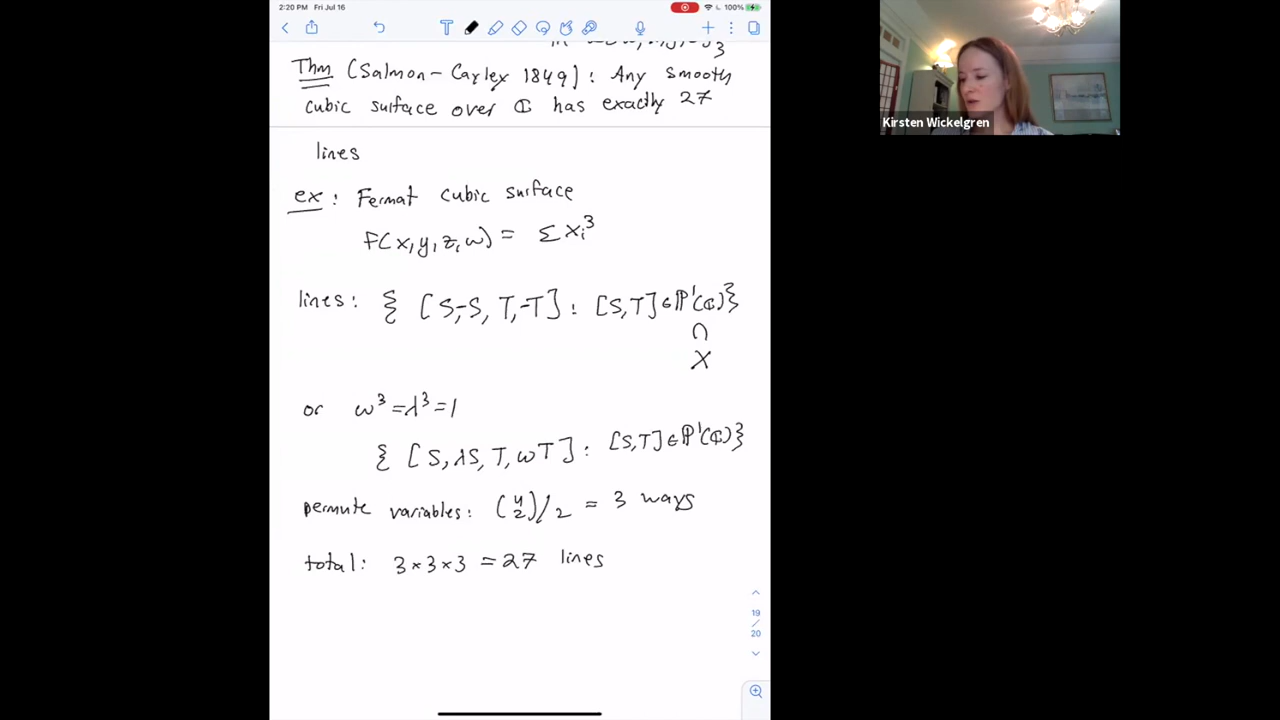 2:20 PM Fri Jul 16
100%
Thm (Salmon-Cayley 1849): Any smooth
cubic surface over ℂ has exactly 27
lines
ex: Fermat cubic surface
F(x,y,z,w) = Σ xᵢ³
lines: { [S,-S, T,-T] : [S,T]∈ℙ¹(ℂ)}
∩
X
or ω³=λ³=1
{ [S,λS,T,ωT] : [S,T]∈ℙ¹(ℂ)}
permute variables: (4 2)/2 = 3 ways
total: 3×3×3 = 27 lines
19
/
20
Kirsten Wickelgren